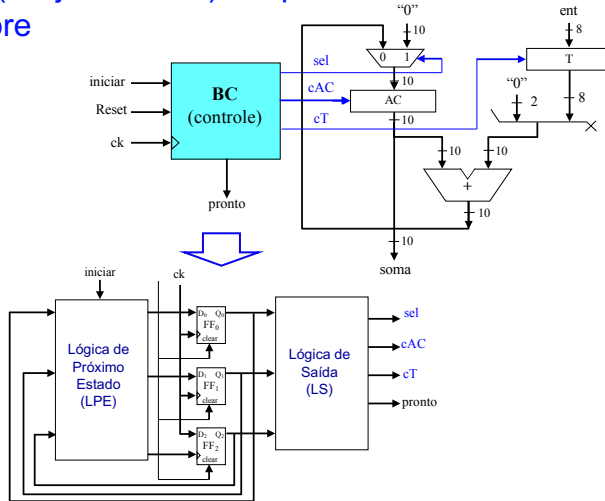 "0"
ent
10
8
0 1
sel
T
10
iniciar
BC
(controle)
cAC
AC
"0"
Reset
cT
10
2
8
ck
10
10
+
pronto
10
10
soma
iniciar
ck
D0 Q0
FF0
clear
sel
Lógica de
Próximo
Estado
(LPE)
D1 Q1
FF1
clear
Lógica de
Saída
(LS)
cAC
cT
pronto
D2 Q2
FF2
clear